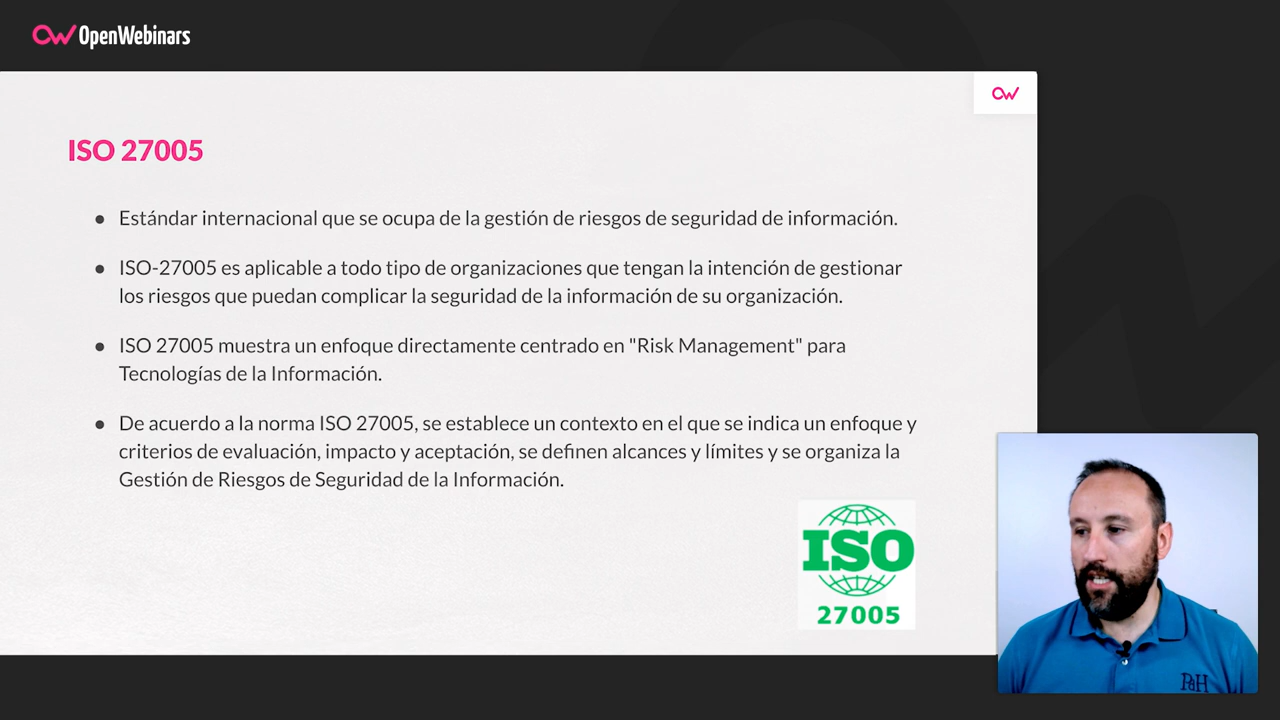 OpenWebinars
ISO 27005
● Estándar internacional que se ocupa de la gestión de riesgos de seguridad de información.
● ISO-27005 es aplicable a todo tipo de organizaciones que tengan la intención de gestionar
los riesgos que puedan complicar la seguridad de la información de su organización.
● ISO 27005 muestra un enfoque directamente centrado en "Risk Management" para
Tecnologías de la Información.
● De acuerdo a la norma ISO 27005, se establece un contexto en el que se indica un enfoque y
criterios de evaluación, impacto y aceptación, se definen alcances y límites y se organiza la
Gestión de Riesgos de Seguridad de la Información.
ISO
27005